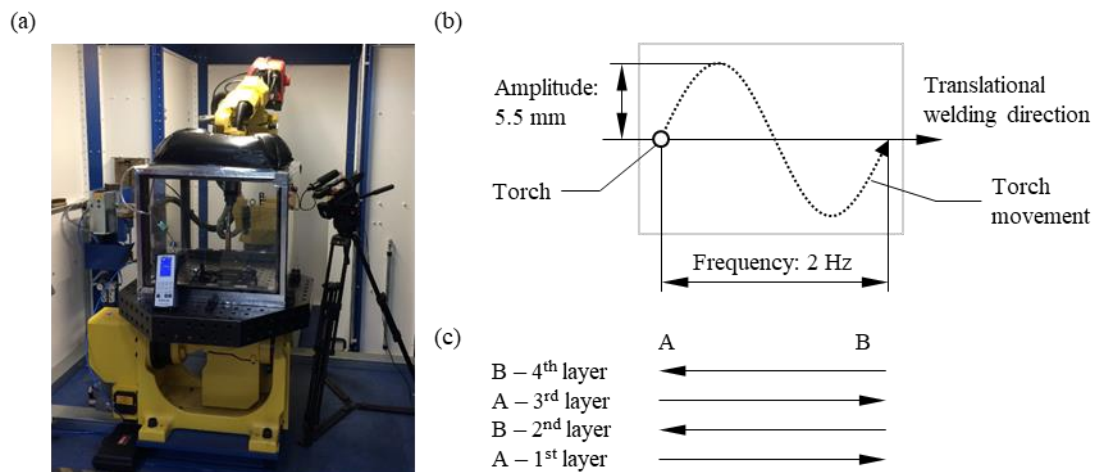 (a)
(b)
Amplitude:
5.5 mm
Translational
welding direction
Torch
Torch
movement
Frequency: 2 Hz
(c)
A B
B – 4th layer
A – 3rd layer
B – 2nd layer
A – 1st layer